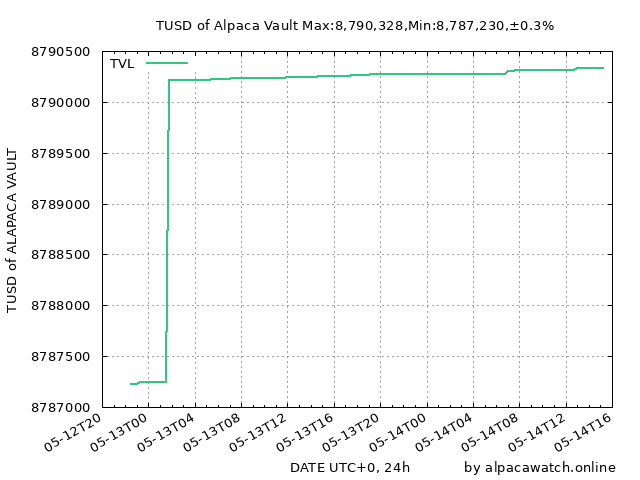 TUSD of Alpaca Vault Max:8,790,328,Min:8,787,230,±0.3%
TVL
8790500
8790000
8789500
8789000
8788500
8788000
8787500
8787000
TUSD of ALAPACA VAULT
05-12T20
05-13T00
05-13T04
05-13T08
05-13T12
05-13T16
05-13T20
05-14T00
05-14T04
05-14T08
05-14T12
05-14T16
DATE UTC+0, 24h
by alpacawatch.online